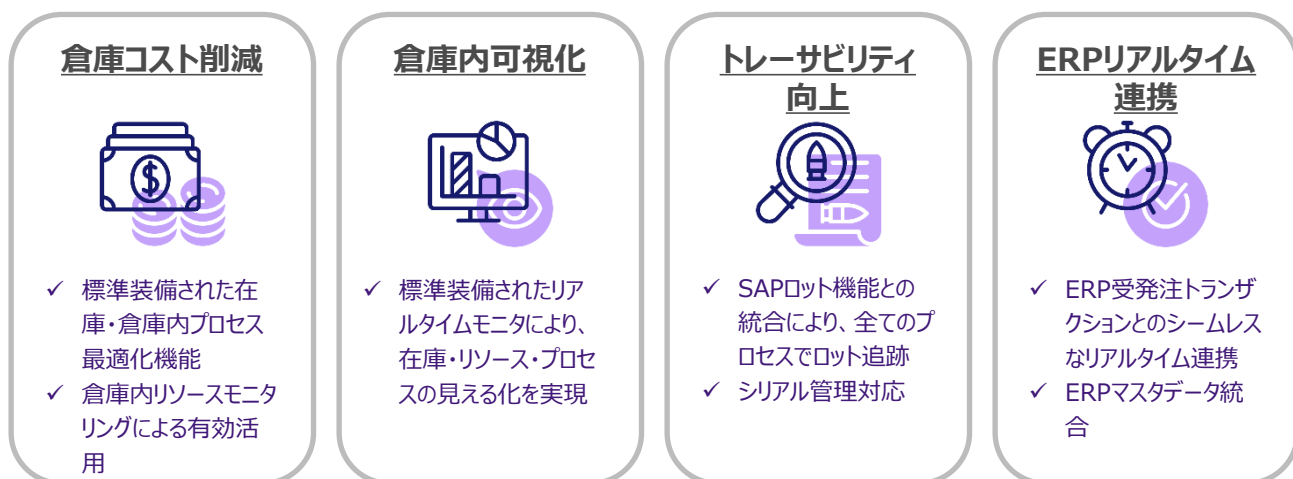 倉庫コスト削減
✓ 標準装備された在
庫・倉庫内プロセス
最適化機能
✓ 倉庫内リソースモニタ
リングによる有効活
用
倉庫内可視化
✓ 標準装備されたリア
ルタイムモニタにより、
在庫・リソース・プロセ
スの見える化を実現
トレーサビリティ
向上
✓ SAPロット機能との
統合により、全てのプ
ロセスでロット追跡
✓ シリアル管理対応
ERPリアルタイム
連携
✓ ERP受発注トランザ
クションとのシームレス
なリアルタイム連携
✓ ERPマスタデータ統
合